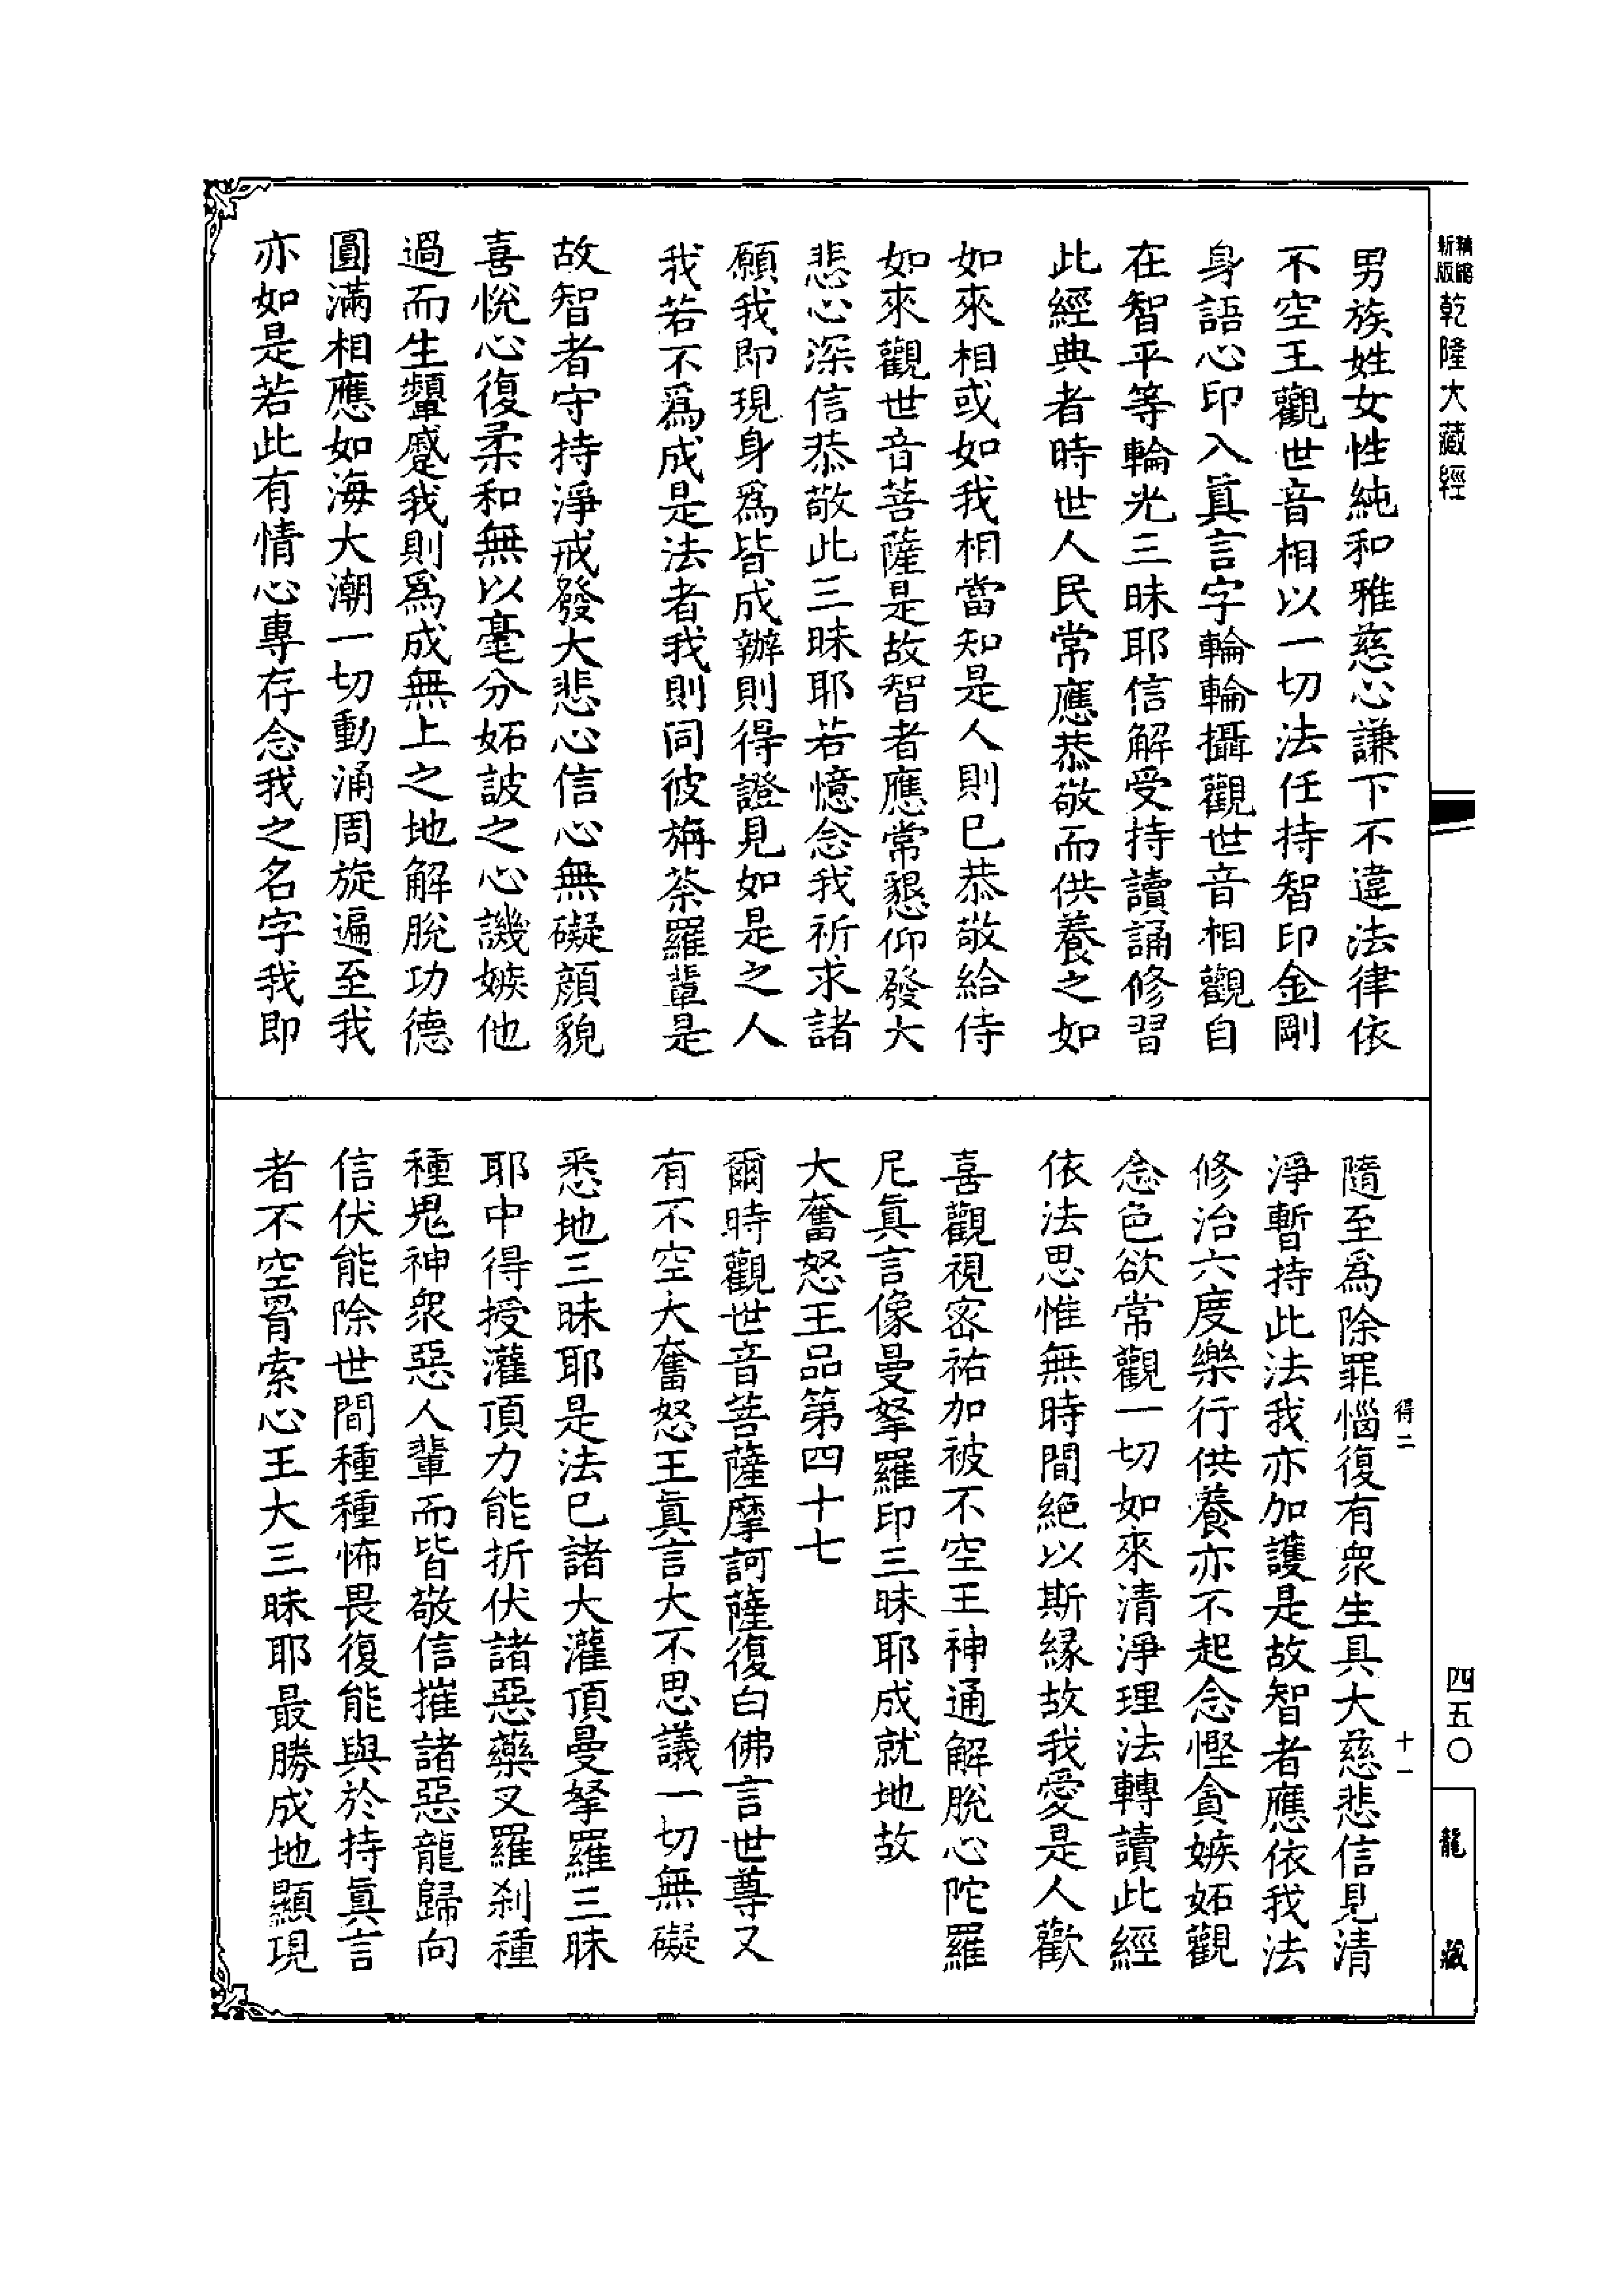 精縮新版 乾隆大藏經
四五〇
龍藏
男族姓女性純和雅慈心謙下不違法律依
不空王觀世音相以一切法任持智印金剛
身語心印入眞言字輪輪攝觀世音相觀自
在智平等輪光三昧耶信解受持讀誦修習
此經典者時世人民常應恭敬而供養之如
如來相或如我相當知是人則已恭敬給侍
如來觀世音菩薩是故智者應常懇仰發大
悲心深信恭敬此三昧耶若憶念我祈求諸
願我即現身爲皆成辦則得證見如是之人
我若不爲成是法者我則同彼旃荼羅輩是
故智者守持淨戒發大悲心信心無礙顏貌
喜悅心復柔和無以毫分妬詖之心譏嫉他
過而生顰蹙我則爲成無上之地解脫功德
圓滿相應如海大潮一切動涌周旋遍至我
亦如是若此有情心專存念我之名字我即
得二 十一
隨至爲除罪惱復有衆生具大慈悲信見清
淨暫持此法我亦加護是故智者應依我法
修治六度樂行供養亦不起念慳貪嫉妬觀
念色欲常觀一切如來清淨理法轉讀此經
依法思惟無時間絕以斯緣故我愛是人歡
喜觀視密祐加被不空王神通解脫心陀羅
尼眞言像曼拏羅印三昧耶成就地故
大奮怒王品第四十七
爾時觀世音菩薩摩訶薩復白佛言世尊又
有不空大奮怒王眞言大不思議一切無礙
悉地三昧耶是法已諸大灌頂曼拏羅三昧
耶中得授灌頂力能折伏諸惡藥叉羅刹種
種鬼神衆惡人輩而皆敬信摧諸惡龍歸向
信伏能除世間種種怖畏復能與於持眞言
者不空罥索心王大三昧耶最勝成地顯現